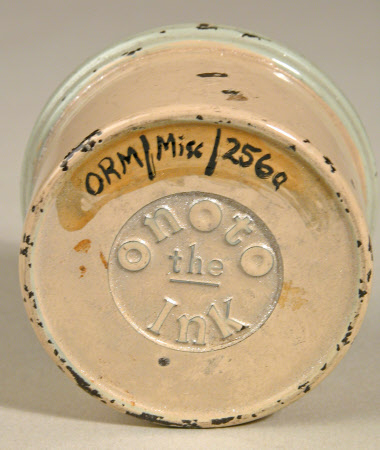 ORM/Misc/256a
onoto
the
Ink